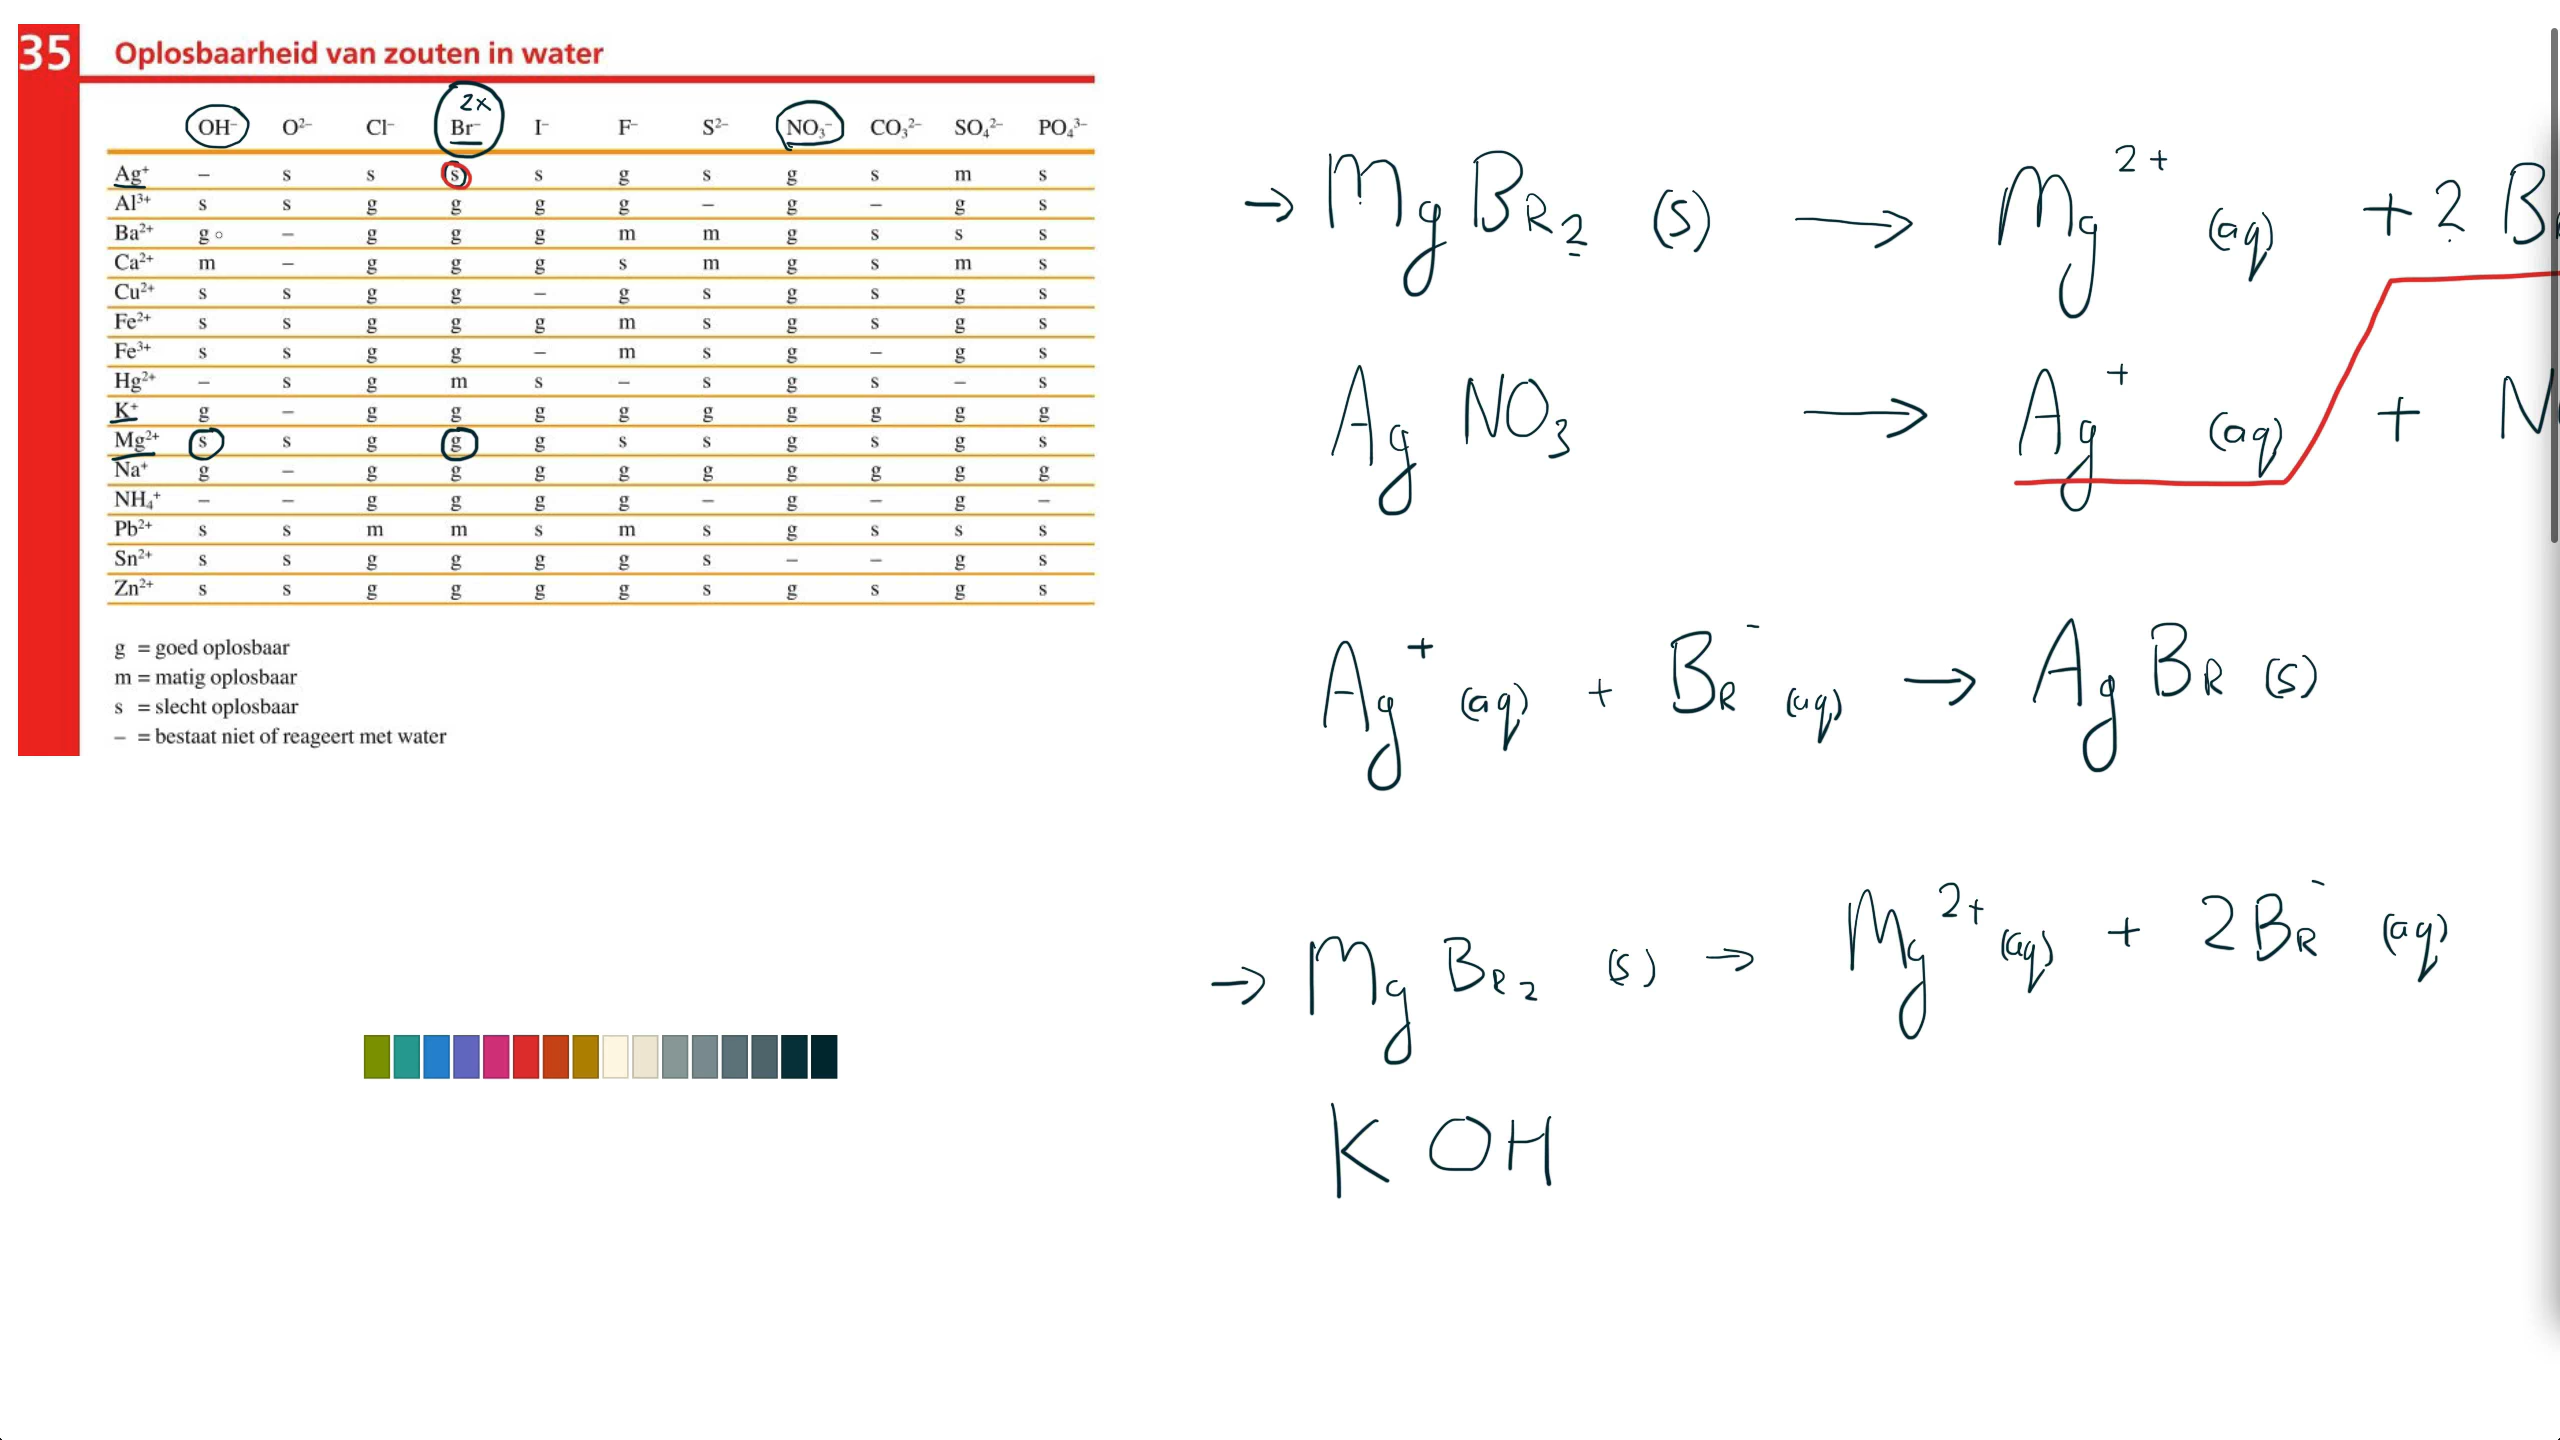 35 Oplosbaarheid van zouten in water
2x
OH⁻ O²⁻ Cl⁻ Br⁻ I⁻ F⁻ S²⁻ NO₃⁻ CO₃²⁻ SO₄²⁻ PO₄³⁻
Ag⁺ – s s s s g s g s m s
Al³⁺ s s g g g g – g – g s
Ba²⁺ g○ – g g g m m g s s s
Ca²⁺ m – g g g s m g s m s
Cu²⁺ s s g g – g s g s g s
Fe²⁺ s s g g g m s g s g s
Fe³⁺ s s g g – m s g – g s
Hg²⁺ – s g m s – s g s – s
K⁺ g – g g g g g g g g g
Mg²⁺ s s g g g s s g s g s
Na⁺ g – g g g g g g g g g
NH₄⁺ – – g g g g – g – g –
Pb²⁺ s s m m s m s g s s s
Sn²⁺ s s g g g g s – – g s
Zn²⁺ s s g g g g s g s g s
g = goed oplosbaar
m = matig oplosbaar
s = slecht oplosbaar
– = bestaat niet of reageert met water
→ MgBR₂ (s) → Mg²⁺ (aq) + 2 B
AgNO₃ → Ag⁺ (aq) + N
Ag⁺ (aq) + BR⁻ (aq) → AgBR (s)
→ MgBR₂ (s) → Mg²⁺ (aq) + 2BR⁻ (aq)
KOH